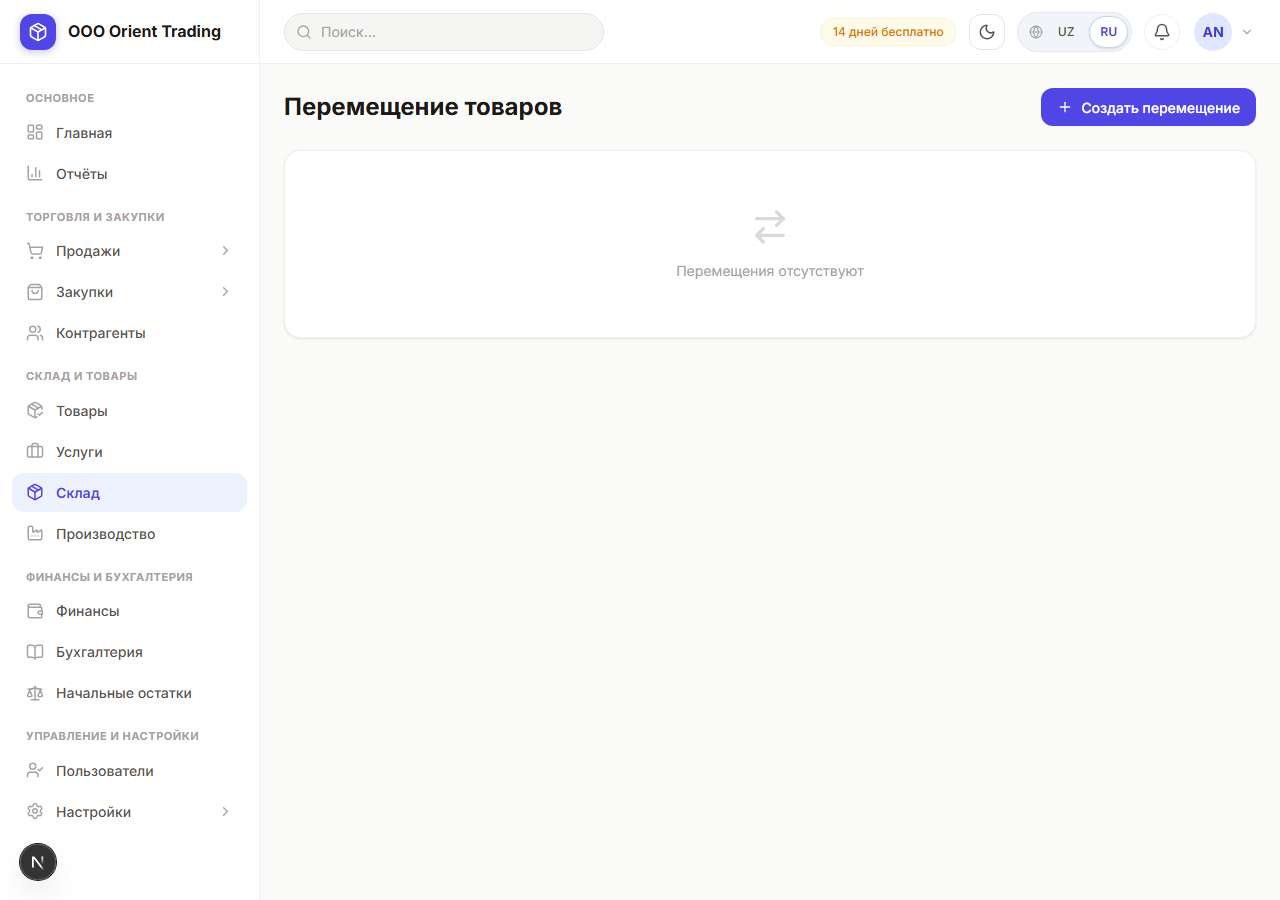 ООО Orient Trading
Поиск...
14 дней бесплатно
UZ
RU
AN
ОСНОВНОЕ
Главная
Отчёты
ТОРГОВЛЯ И ЗАКУПКИ
Продажи
Закупки
Контрагенты
СКЛАД И ТОВАРЫ
Товары
Услуги
Склад
Производство
ФИНАНСЫ И БУХГАЛТЕРИЯ
Финансы
Бухгалтерия
Начальные остатки
УПРАВЛЕНИЕ И НАСТРОЙКИ
Пользователи
Настройки
N
Перемещение товаров
Создать перемещение
Перемещения отсутствуют